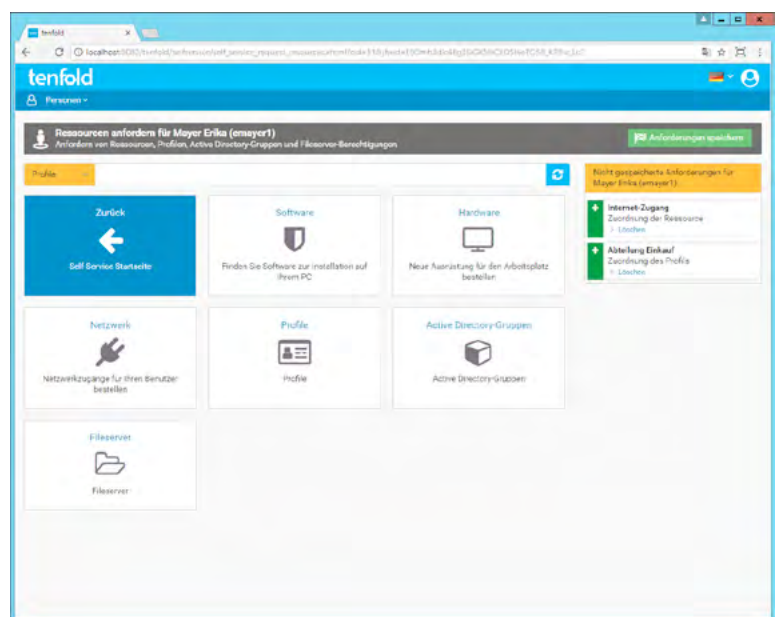 tenfold
tenfold
Personen
Ressourcen anfordern für Mayer Erika (emayer1)
Anfordern von Ressourcen, Profilen, Active Directory-Gruppen und Fileserver-Berechtigungen
Anforderungen speichern
Profile
Nicht gespeicherte Anforderungen für
Mayer Erika (emayer1)
Internet-Zugang
Zuordnung der Ressource
Löschen
Abteilung Einkauf
Zuordnung des Profils
Löschen
Zurück
Self Service Startseite
Software
Finden Sie Software zur Installation auf
Ihrem PC
Hardware
Neue Ausrüstung für den Arbeitsplatz
bestellen
Netzwerk
Netzwerkzugänge für Ihren Benutzer
bestellen
Profile
Profile
Active Directory-Gruppen
Active Directory-Gruppen
Fileserver
Fileserver